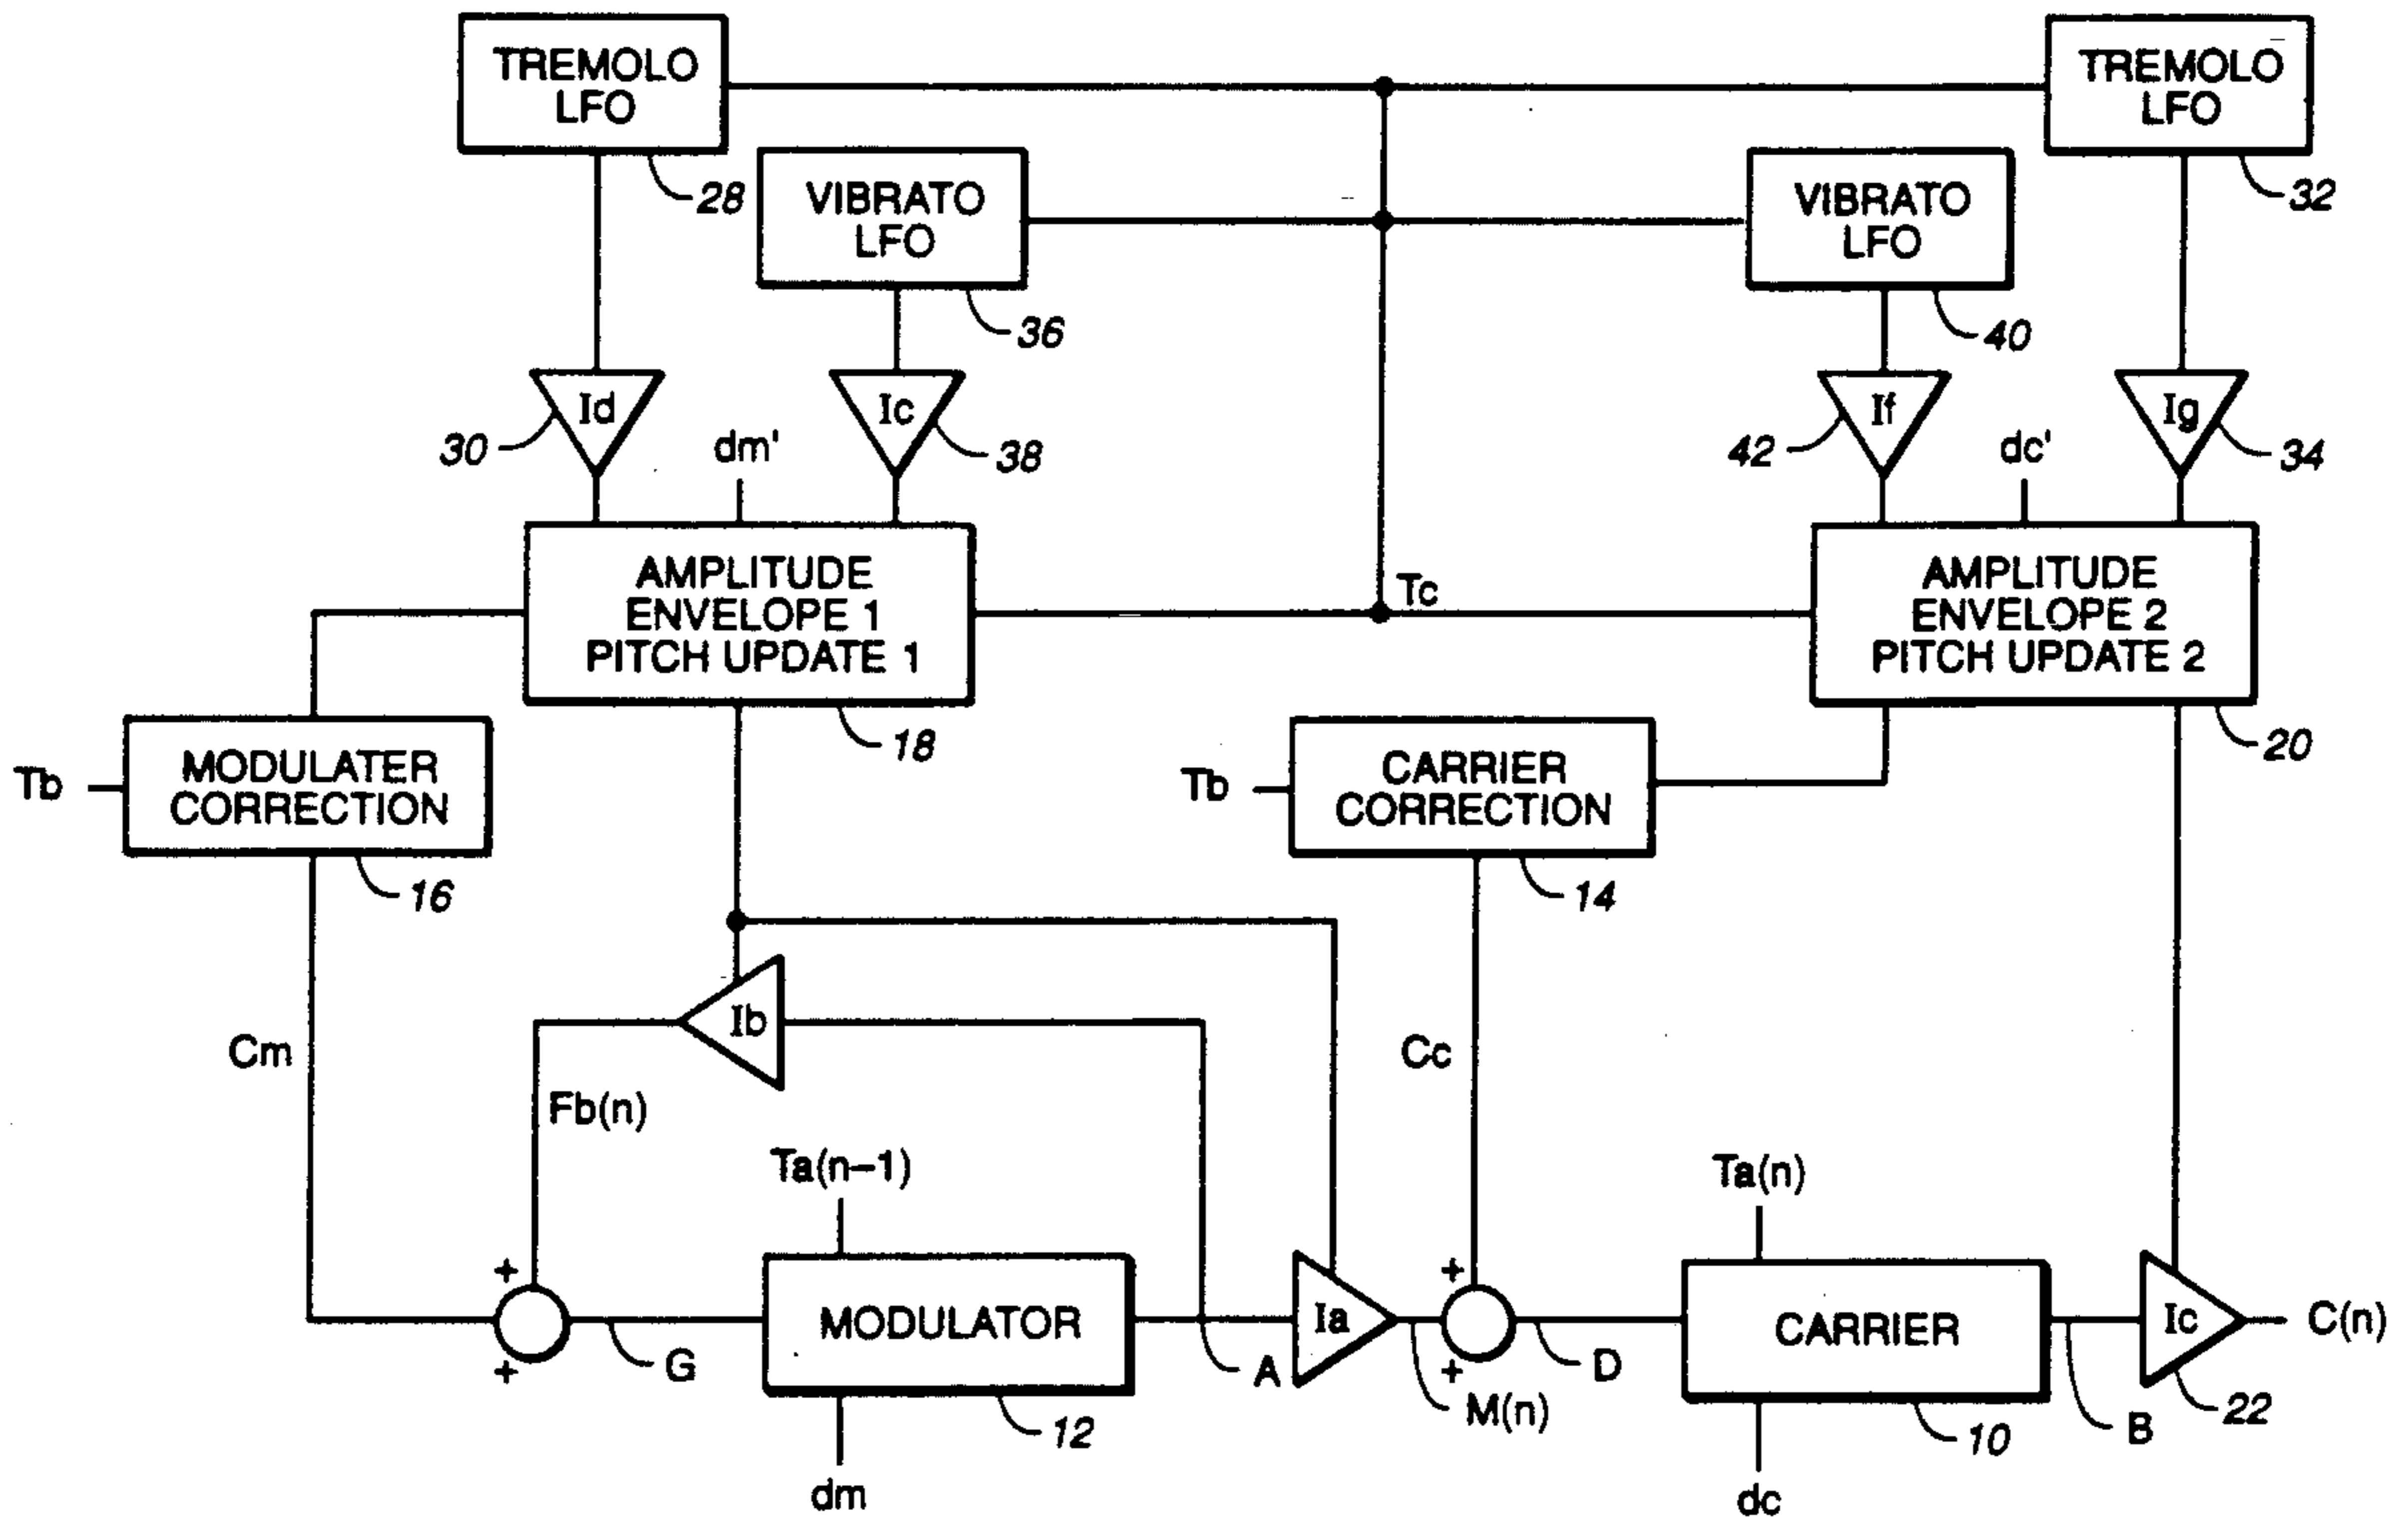 TREMOLO
LFO
28
VIBRATO
LFO
36
VIBRATO
LFO
40
TREMOLO
LFO
32
Id
30
dm'
Ic
38
If
42
dc'
Ig
34
AMPLITUDE
ENVELOPE 1
PITCH UPDATE 1
18
Tc
AMPLITUDE
ENVELOPE 2
PITCH UPDATE 2
20
Tb
MODULATER
CORRECTION
16
Tb
CARRIER
CORRECTION
14
Ib
Cm
Fb(n)
Cc
Ta(n-1)
Ta(n)
+
+
G
MODULATOR
12
dm
A
Ia
M(n)
+
+
D
CARRIER
10
dc
B
Ic
22
C(n)